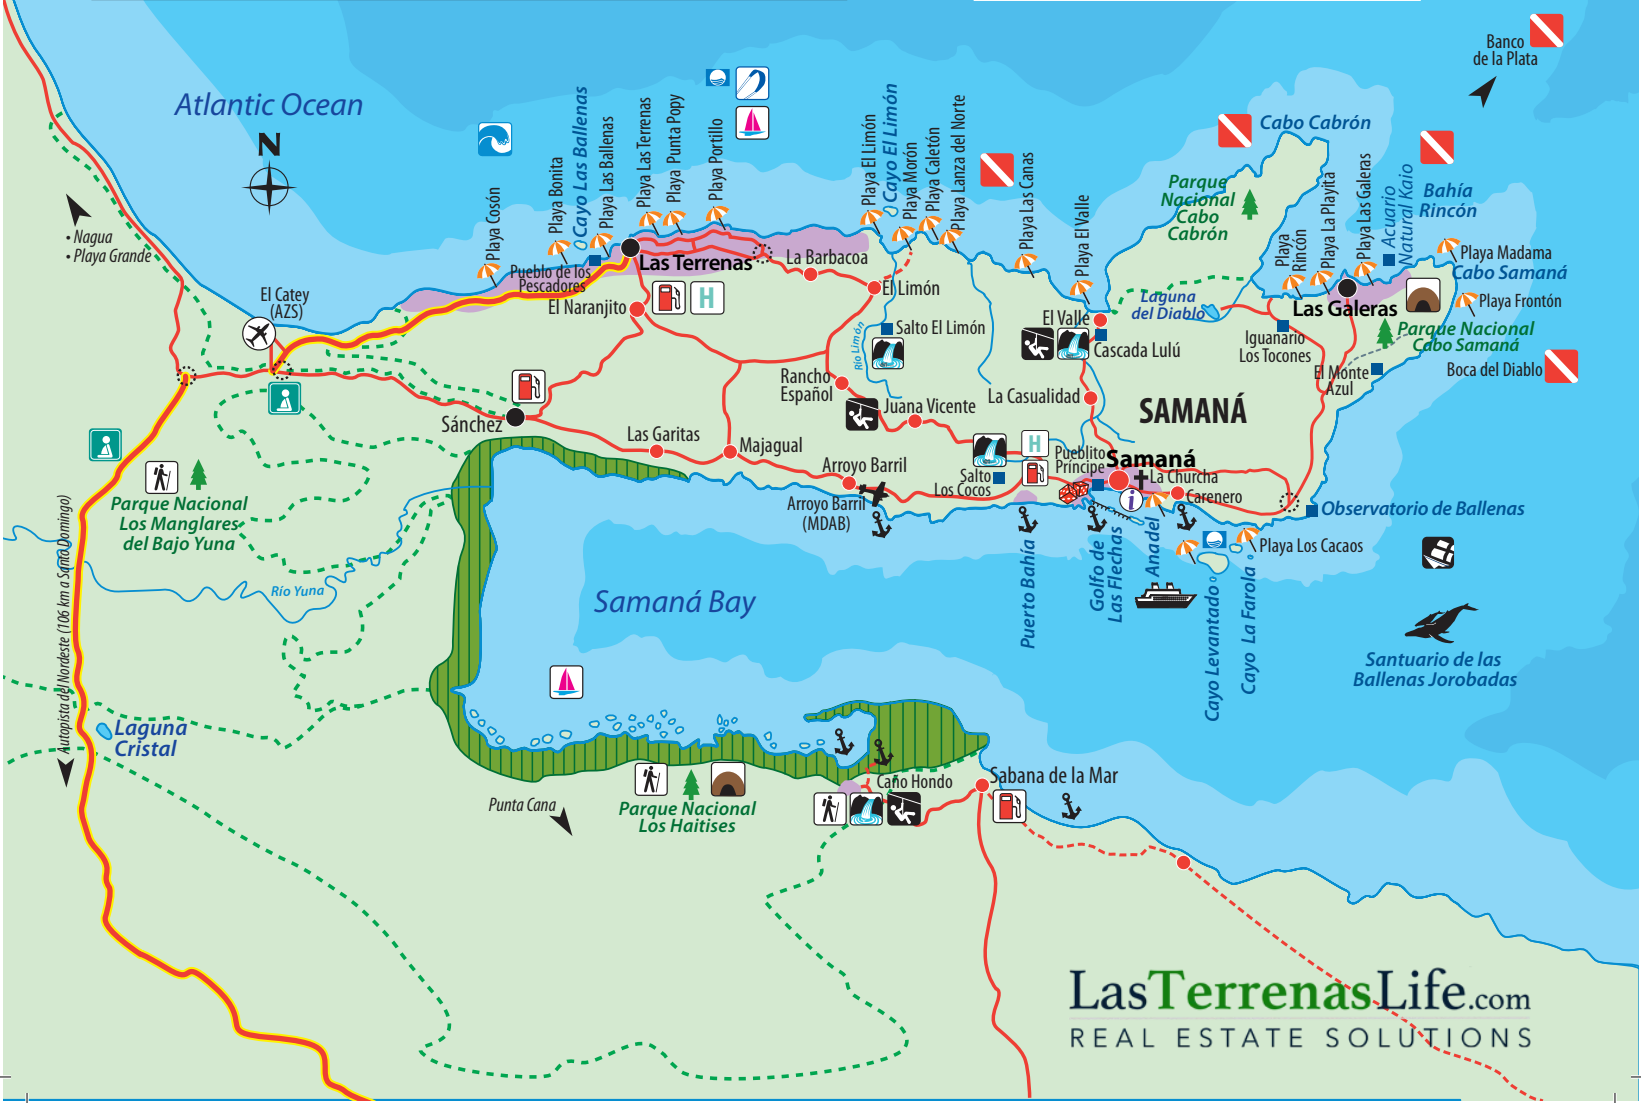 Banco
de la Plata
Atlantic Ocean
N
Cabo Cabrón
Playa Cosón
Playa Bonita
Cayo Las Ballenas
Playa Las Ballenas
Playa Las Terrenas
Playa Punta Popy
Playa Portillo
Playa El Limón
Cayo El Limón
Playa Morón
Playa Caletón
Playa Lanza del Norte
Playa Las Canas
Playa El Valle
Parque
Nacional
Cabo
Cabrón
Playa
Rincón
Playa La Playita
Playa Las Galeras
Acuario
Natural Kaio
Bahía
Rincón
• Nagua
• Playa Grande
Playa Madama
Cabo Samaná
Playa Frontón
Pueblo de los
Pescadores
Las Terrenas
La Barbacoa
El Limón
El Catey
(AZS)
El Naranjito
H
Laguna
del Diablo
Las Galeras
Río Limón
Salto El Limón
El Valle
Cascada Lulú
Iguanario
Los Tocones
Parque Nacional
Cabo Samaná
El Monte
Azul
Boca del Diablo
Rancho
Español
Juana Vicente
La Casualidad
SAMANÁ
Sánchez
Las Garitas
Majagual
Arroyo Barril
Arroyo Barril
(MDAB)
Salto
Los Cocos
H
Pueblito
Príncipe
Samaná
La Churcha
Carenero
i
Observatorio de Ballenas
Playa Los Cacaos
Parque Nacional
Los Manglares
del Bajo Yuna
Autopista del Nordeste (106 km a Santo Domingo)
Río Yuna
Samaná Bay
Puerto Bahía
Golfo de
Las Flechas
Anadel
Cayo Levantado
Cayo La Farola
Santuario de las
Ballenas Jorobadas
Laguna
Cristal
Punta Cana
Parque Nacional
Los Haitises
Caño Hondo
Sabana de la Mar
LasTerrenasLife.com
REAL ESTATE SOLUTIONS